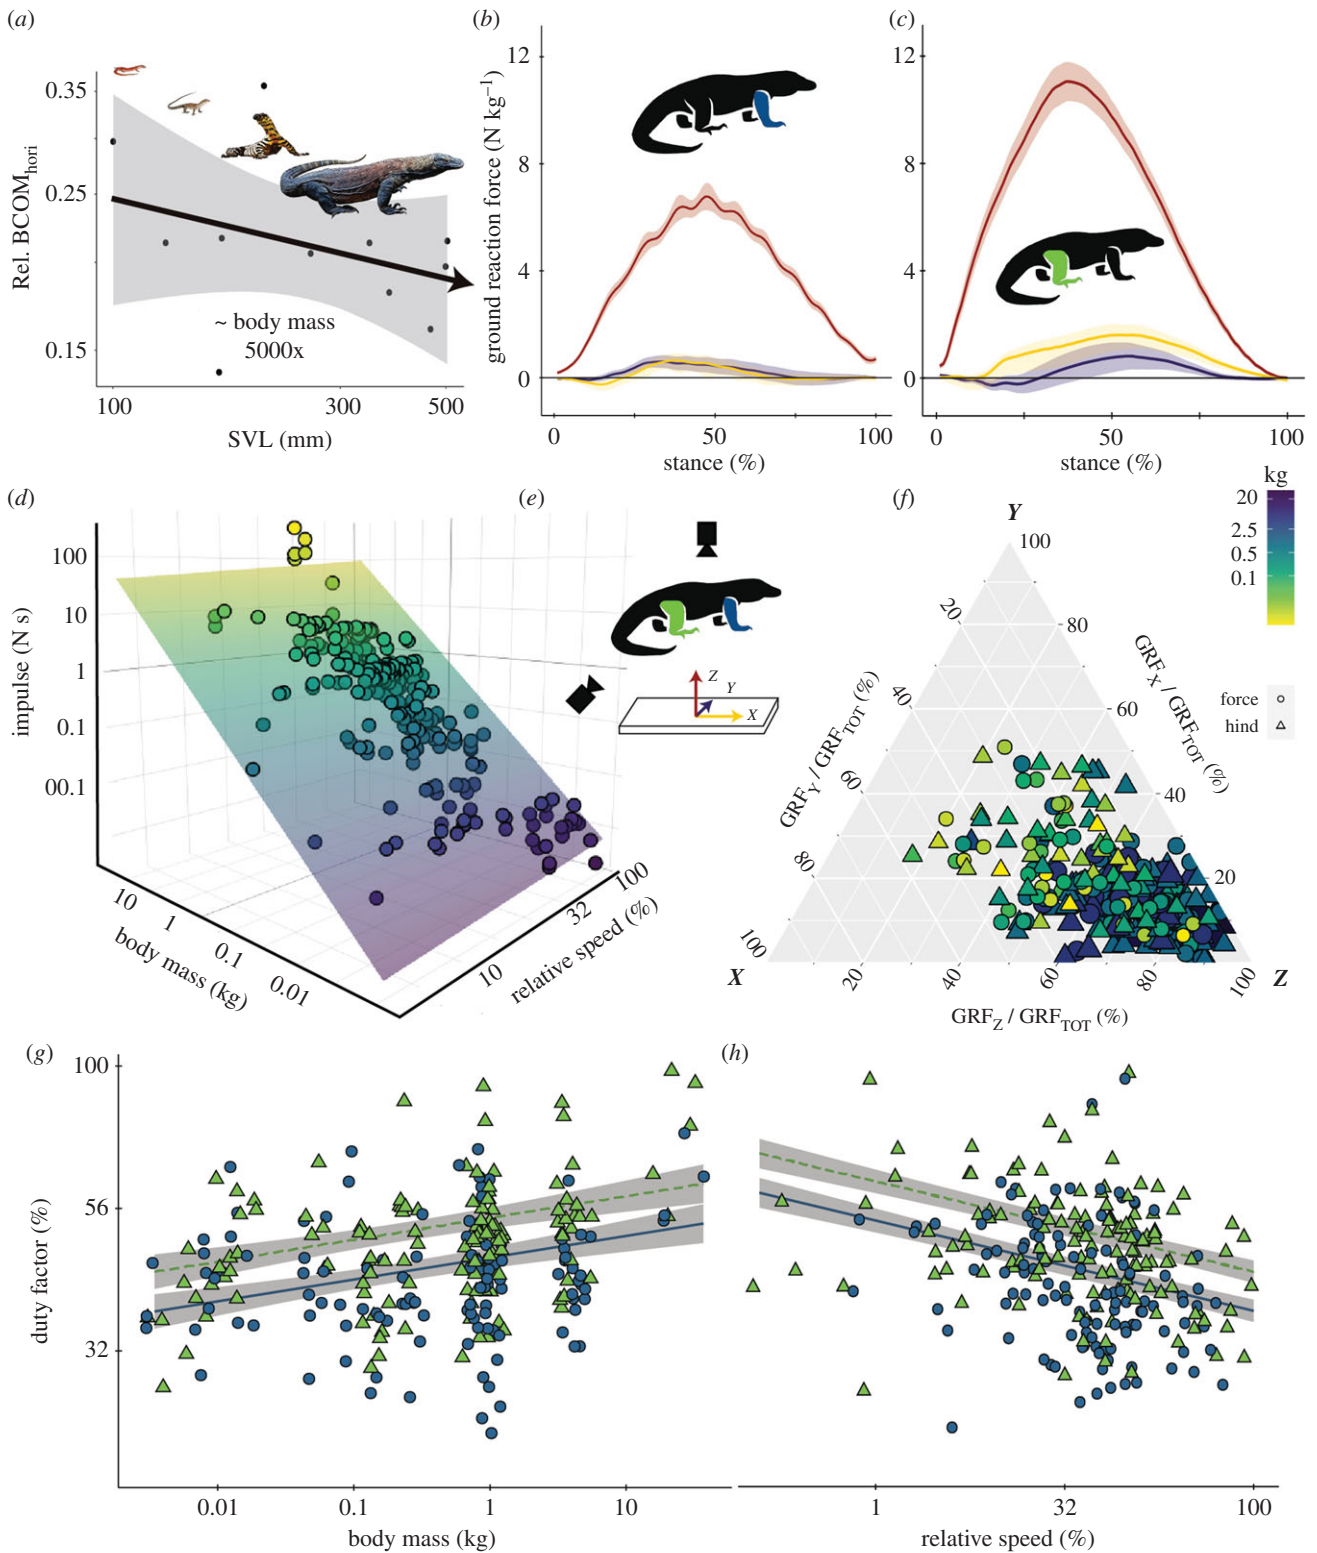 (a)
0.35
0.25
0.15
Rel. BCOMhori
~ body mass
5000x
100
300
500
SVL (mm)
(b)
12
8
4
0
ground reaction force (N kg−1)
0
50
100
stance (%)
(c)
12
8
4
0
0
50
100
stance (%)
(d)
100
10
1
0.1
00.1
impulse (N s)
10
1
0.1
0.01
body mass (kg)
10
32
100
relative speed (%)
(e)
Z
Y
X
(f)
kg
20
2.5
0.5
0.1
force
hind
Y
100
80
60
40
20
GRFX / GRFTOT (%)
20
40
60
80
100
GRFY / GRFTOT (%)
X
20
40
60
80
100
Z
GRFZ / GRFTOT (%)
(g)
100
56
32
duty factor (%)
0.01
0.1
1
10
body mass (kg)
(h)
1
32
100
relative speed (%)